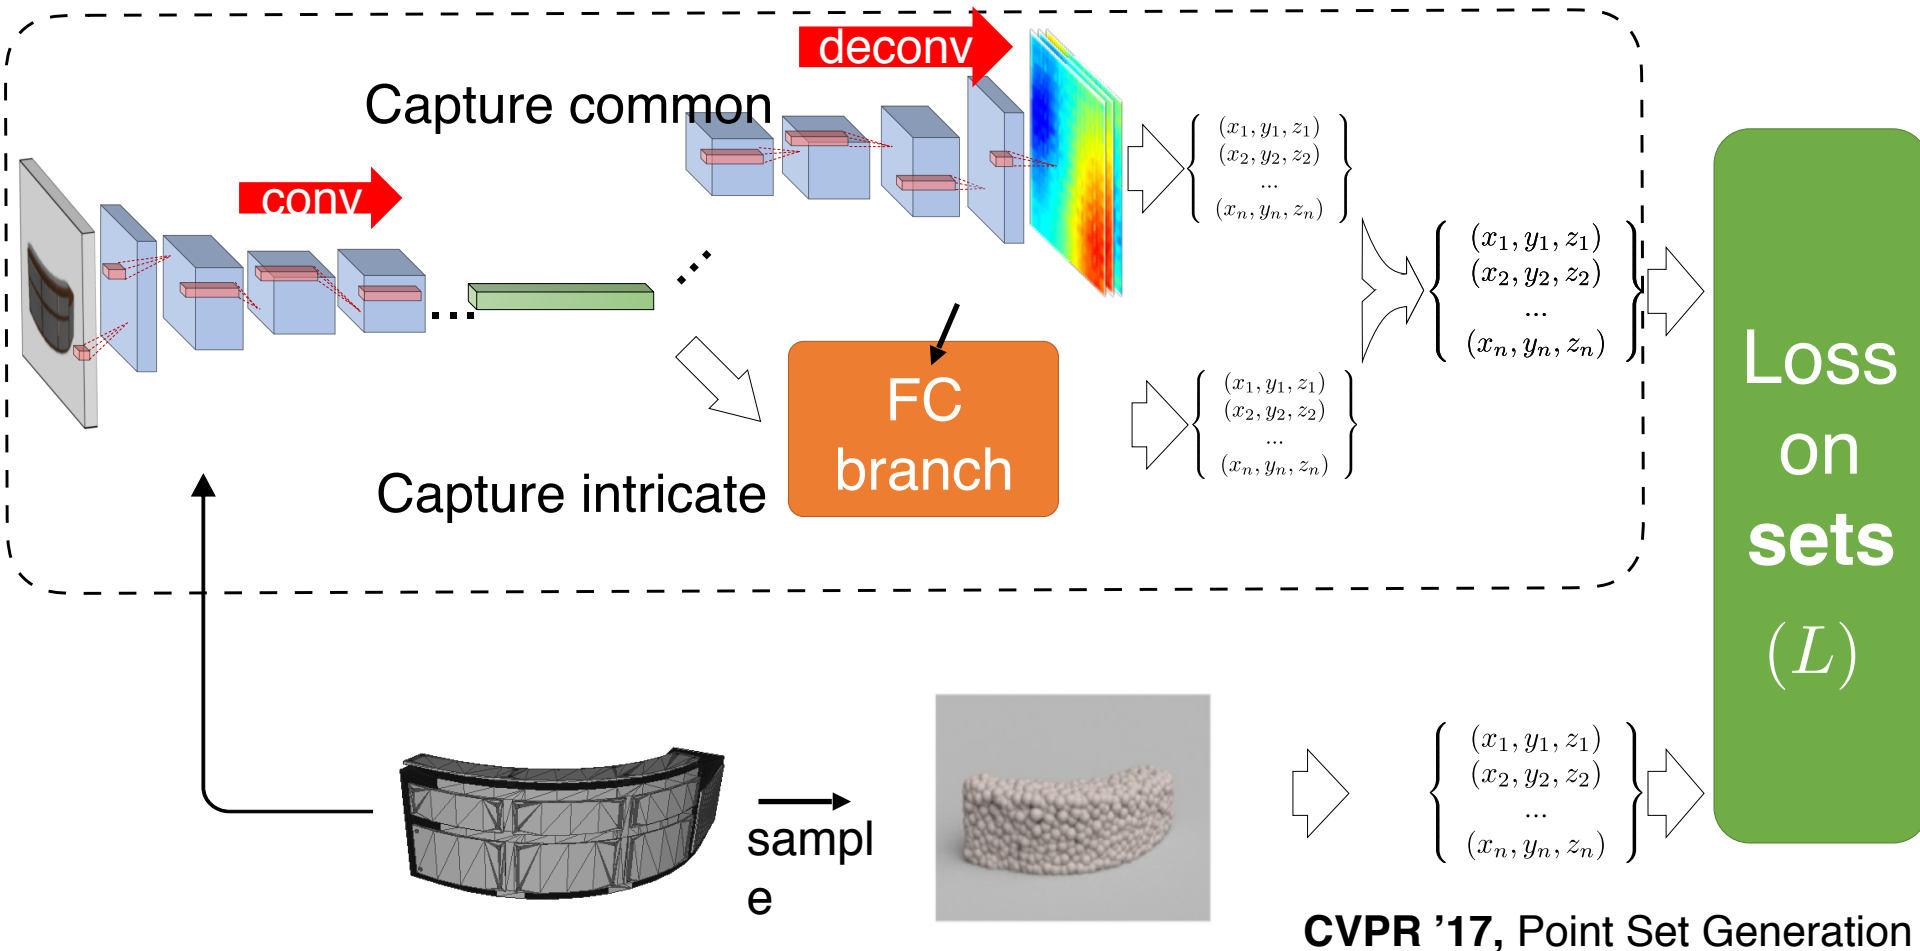 deconv
Capture common
conv
(x₁, y₁, z₁)
(x₂, y₂, z₂)
...
(xₙ, yₙ, zₙ)
(x₁, y₁, z₁)
(x₂, y₂, z₂)
...
(xₙ, yₙ, zₙ)
FC
branch
(x₁, y₁, z₁)
(x₂, y₂, z₂)
...
(xₙ, yₙ, zₙ)
Capture intricate
Loss
on
sets
(L)
sampl
e
(x₁, y₁, z₁)
(x₂, y₂, z₂)
...
(xₙ, yₙ, zₙ)
CVPR ’17, Point Set Generation